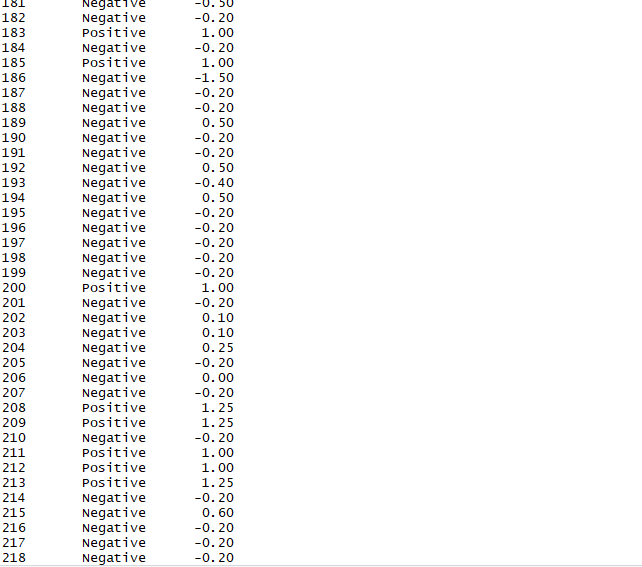 181 Negative -0.50
182 Negative -0.20
183 Positive 1.00
184 Negative -0.20
185 Positive 1.00
186 Negative -1.50
187 Negative -0.20
188 Negative -0.20
189 Negative 0.50
190 Negative -0.20
191 Negative -0.20
192 Negative 0.50
193 Negative -0.40
194 Negative 0.50
195 Negative -0.20
196 Negative -0.20
197 Negative -0.20
198 Negative -0.20
199 Negative -0.20
200 Positive 1.00
201 Negative -0.20
202 Negative 0.10
203 Negative 0.10
204 Negative 0.25
205 Negative -0.20
206 Negative 0.00
207 Negative -0.20
208 Positive 1.25
209 Positive 1.25
210 Negative -0.20
211 Positive 1.00
212 Positive 1.00
213 Positive 1.25
214 Negative -0.20
215 Negative 0.60
216 Negative -0.20
217 Negative -0.20
218 Negative -0.20